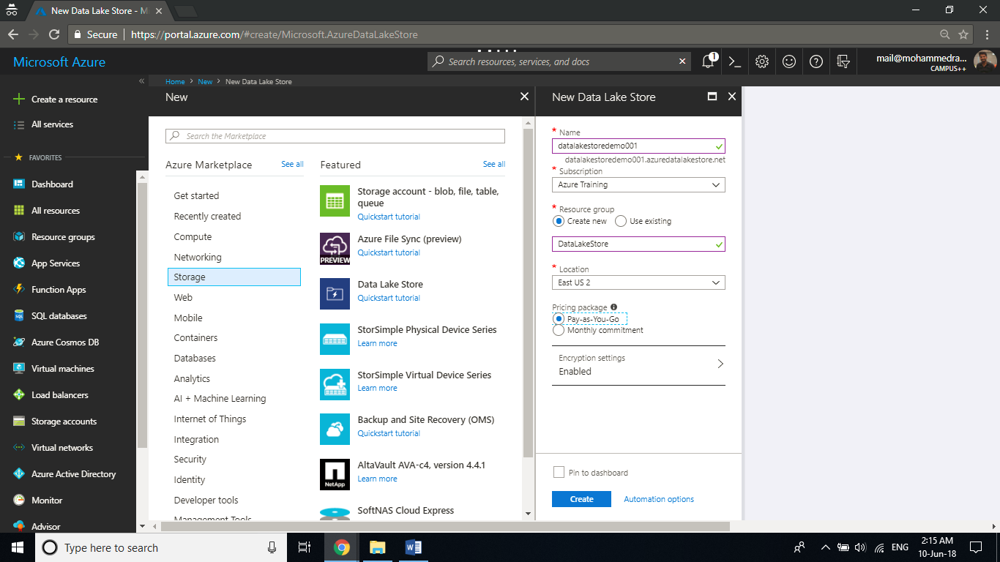 New Data Lake Store - Mi
Secure
https://portal.azure.com/#create/Microsoft.AzureDataLakeStore
Microsoft Azure
Search resources, services, and docs
1
mail@mohammedra...
CAMPUS++
Create a resource
All services
FAVORITES
Dashboard
All resources
Resource groups
App Services
Function Apps
SQL databases
Azure Cosmos DB
Virtual machines
Load balancers
Storage accounts
Virtual networks
Azure Active Directory
Monitor
Advisor
Home > New > New Data Lake Store
New
Search the Marketplace
Azure Marketplace
See all
Get started
Recently created
Compute
Networking
Storage
Web
Mobile
Containers
Databases
Analytics
AI + Machine Learning
Internet of Things
Integration
Security
Identity
Developer tools
Management Tools
Featured
See all
Storage account - blob, file, table,
queue
Quickstart tutorial
PREVIEW
Azure File Sync (preview)
Quickstart tutorial
Data Lake Store
Quickstart tutorial
StorSimple Physical Device Series
Learn more
StorSimple Virtual Device Series
Learn more
Backup and Site Recovery (OMS)
Quickstart tutorial
NetApp
AltaVault AVA-c4, version 4.4.1
Learn more
SoftNAS Cloud Express
New Data Lake Store
* Name
datalakestoredemo001
datalakestoredemo001.azuredatalakestore.net
* Subscription
Azure Training
* Resource group
Create new
Use existing
DataLakeStore
* Location
East US 2
Pricing package
Pay-as-You-Go
Monthly commitment
Encryption settings
Enabled
Pin to dashboard
Create
Automation options
Type here to search
ENG
2:15 AM
10-Jun-18